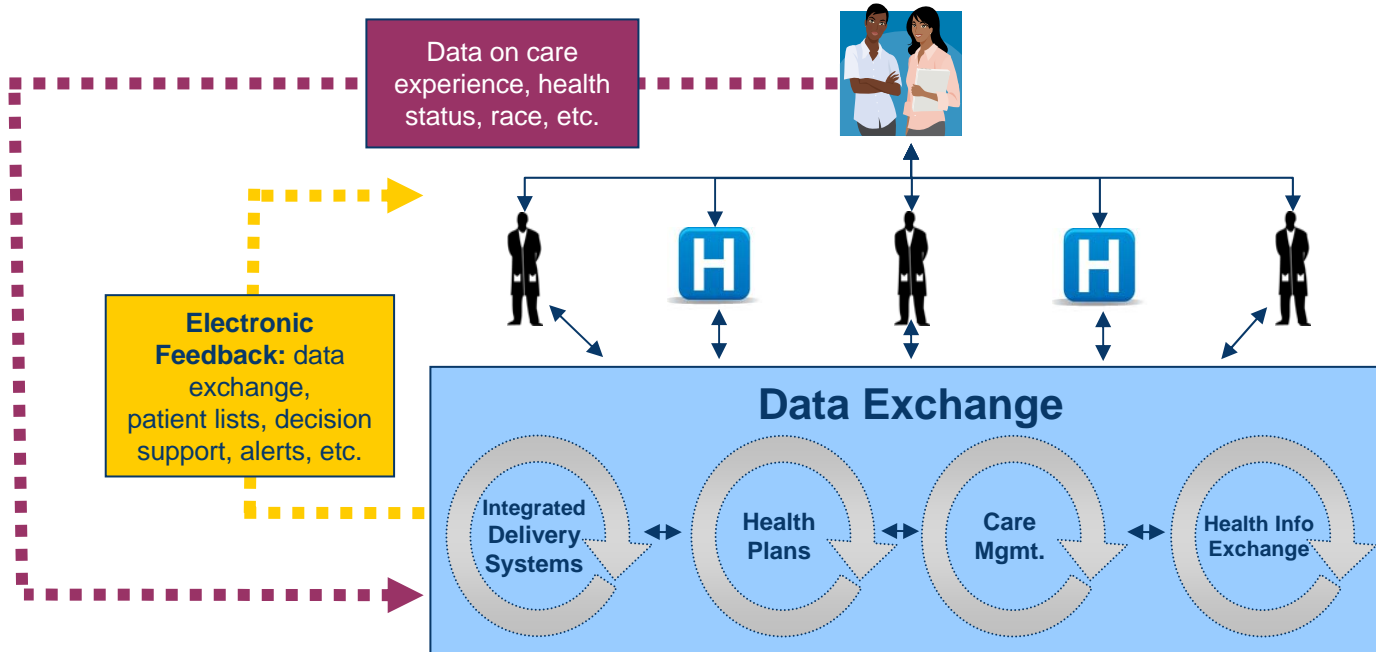 Data on care
experience, health
status, race, etc.
H
H
Electronic
Feedback: data
exchange,
patient lists, decision
support, alerts, etc.
Data Exchange
Integrated
Delivery
Systems
Health
Plans
Care
Mgmt.
Health Info
Exchange